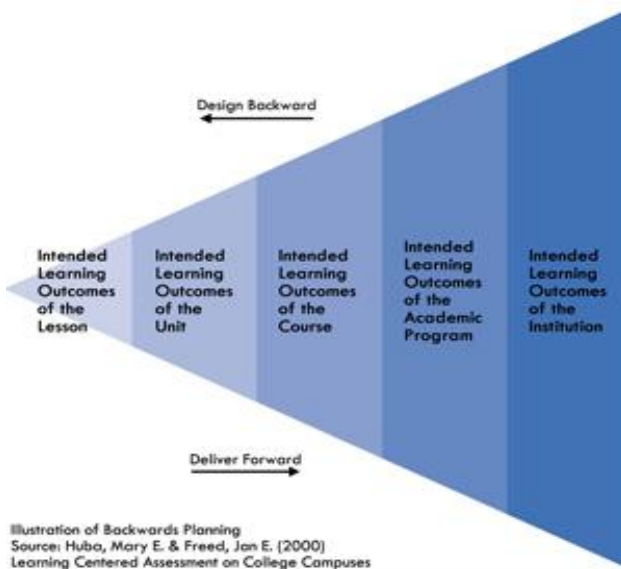 Design Backward
Intended
Learning
Outcomes
of the
Lesson
Intended
Learning
Outcomes
of the
Unit
Intended
Learning
Outcomes
of the
Course
Intended
Learning
Outcomes
of the
Academic
Program
Intended
Learning
Outcomes
of the
Institution
Deliver Forward
Illustration of Backwards Planning
Source: Huba, Mary E. & Freed, Jan E. (2000)
Learning Centered Assessment on College Campuses